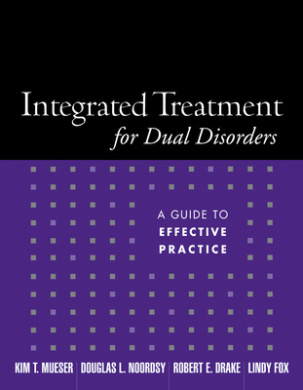 Integrated Treatment
for Dual Disorders
A GUIDE TO
EFFECTIVE
PRACTICE
KIM T. MUESER DOUGLAS L. NOORDSY ROBERT E. DRAKE LINDY FOX